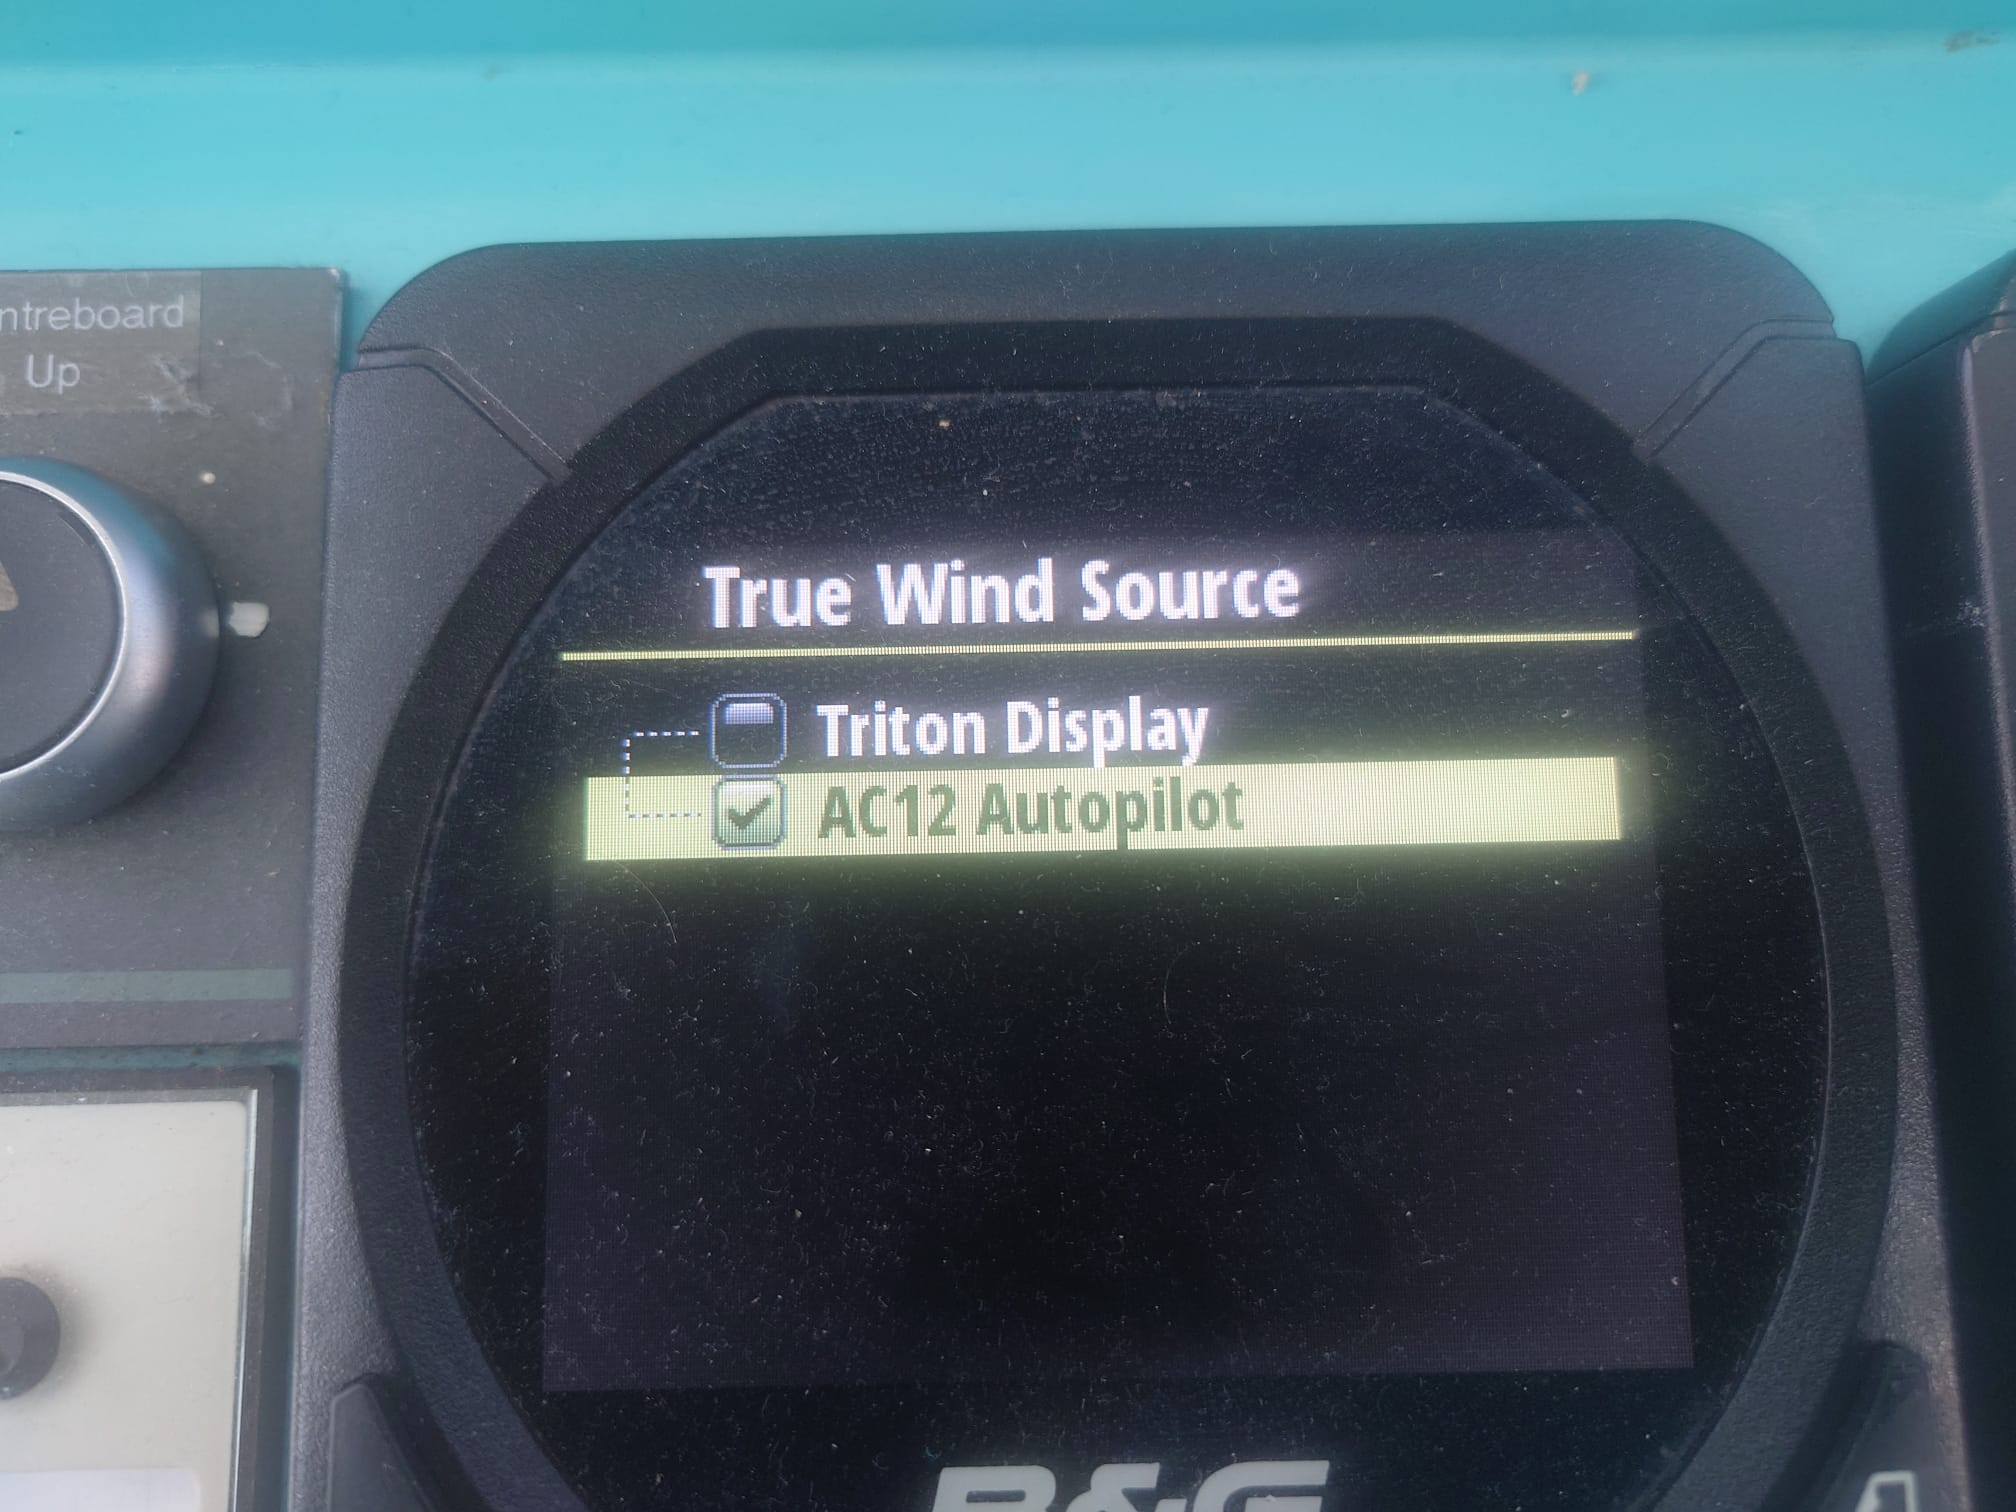 ntreboard
Up
True Wind Source
Triton Display
AC12 Autopilot
B&G